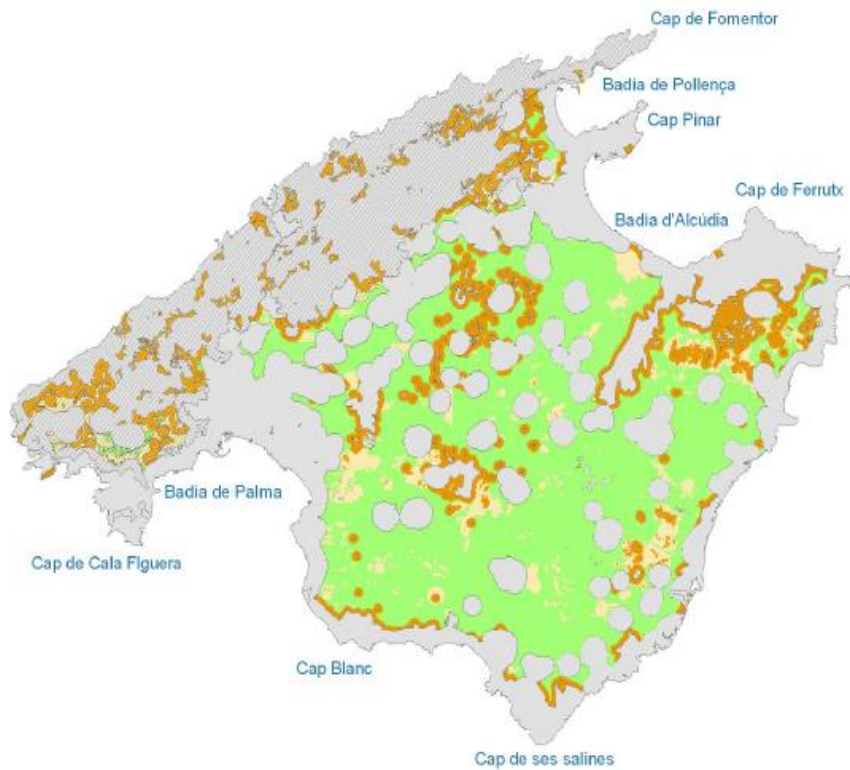 Cap de Fomentor
Badia de Pollença
Cap Pinar
Cap de Ferrutx
Badia d'Alcúdia
Badia de Palma
Cap de Cala FIguera
Cap Blanc
Cap de ses salines